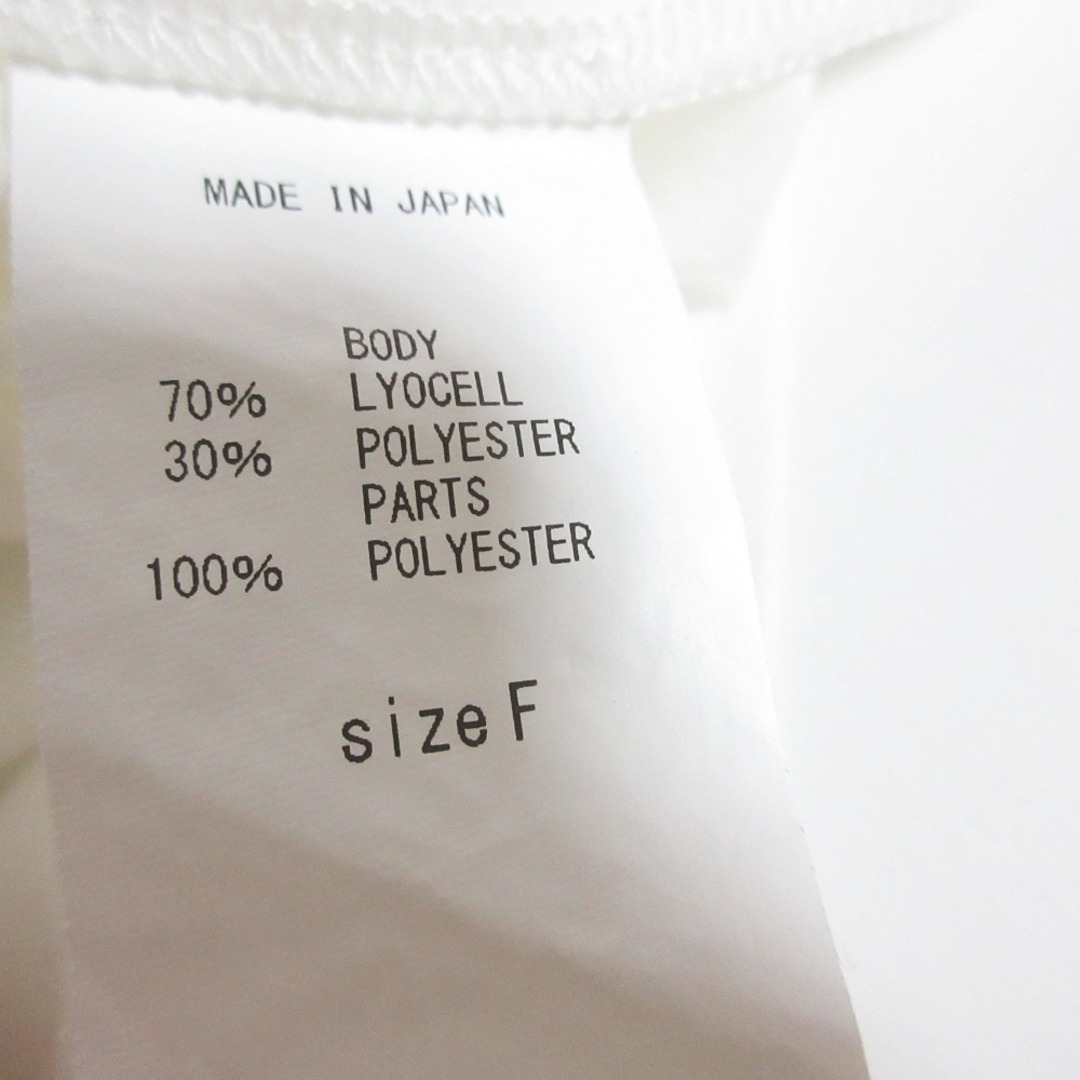 MADE IN JAPAN
BODY
70% LYOCELL
30% POLYESTER
PARTS
100% POLYESTER
size F